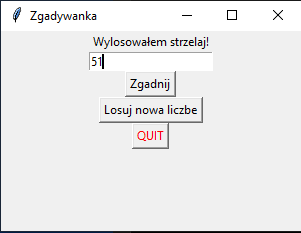 Zgadywanka
Wylosowałem strzelaj!
51
Zgadnij
Losuj nowa liczbe
QUIT